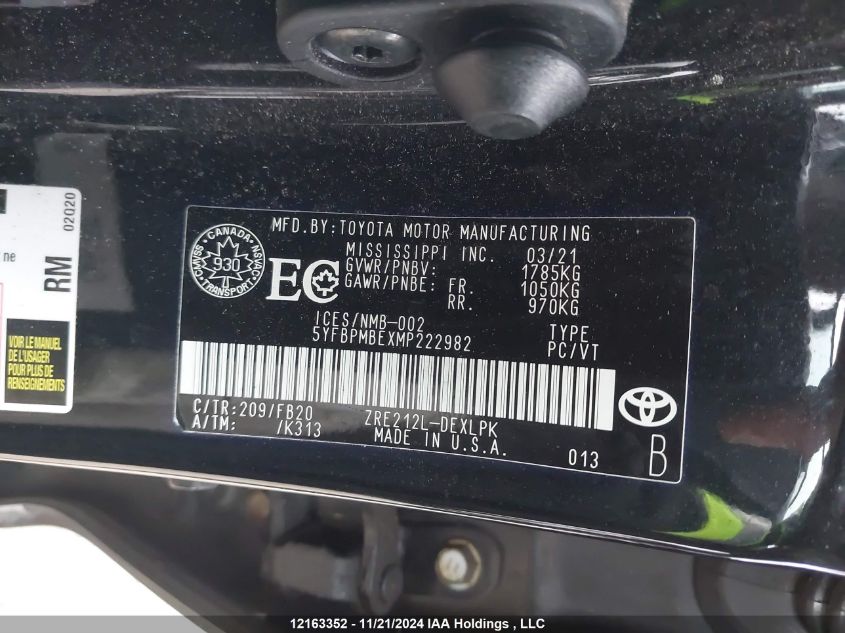 02Q20
ne
RM
VOIR LE MANUEL
DE L'USAGER
POUR PLUS DE
RENSEIGNEMENTS
MFD.BY:TOYOTA MOTOR MANUFACTURING
MISSISSIPPI INC. 03/21
GVWR/PNBV: 1785KG
GAWR/PNBE: FR. 1050KG
RR. 970KG
CANADA
930
TRANSPORT
EC
ICES/NMB-002
5YFBPMBEXMP222982
TYPE
PC/VT
C/TR:209/FB20
A/TM: /K313
ZRE212L-DEXLPK
MADE IN U.S.A.
013
B
12163352 - 11/21/2024 IAA Holdings , LLC